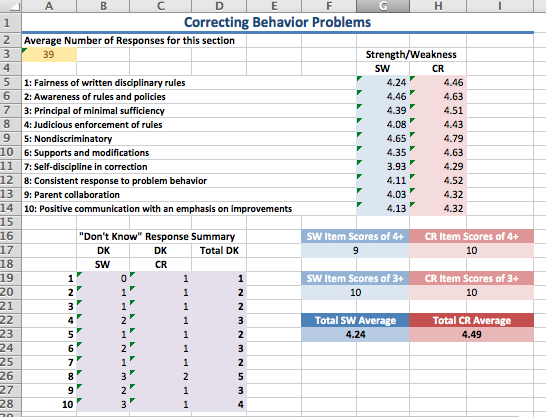 A B C D E F G H I
1 Correcting Behavior Problems
2 Average Number of Responses for this section
3 39 Strength/Weakness
4 SW CR
5 1: Fairness of written disciplinary rules 4.24 4.46
6 2: Awareness of rules and policies 4.46 4.63
7 3: Principal of minimal sufficiency 4.39 4.51
8 4: Judicious enforcement of rules 4.08 4.43
9 5: Nondiscriminatory 4.65 4.79
10 6: Supports and modifications 4.35 4.63
11 7: Self-discipline in correction 3.93 4.29
12 8: Consistent response to problem behavior 4.11 4.52
13 9: Parent collaboration 4.03 4.32
14 10: Positive communication with an emphasis on improvements 4.13 4.32
15
16 "Don't Know" Response Summary SW Item Scores of 4+ CR Item Scores of 4+
17 DK DK Total DK 9 10
18 SW CR
19 1 0 1 1 SW Item Scores of 3+ CR Item Scores of 3+
20 2 1 1 2 10 10
21 3 1 1 2
22 4 2 1 3 Total SW Average Total CR Average
23 5 1 1 2 4.24 4.49
24 6 2 1 3
25 7 1 1 2
26 8 3 2 5
27 9 2 1 3
28 10 3 1 4